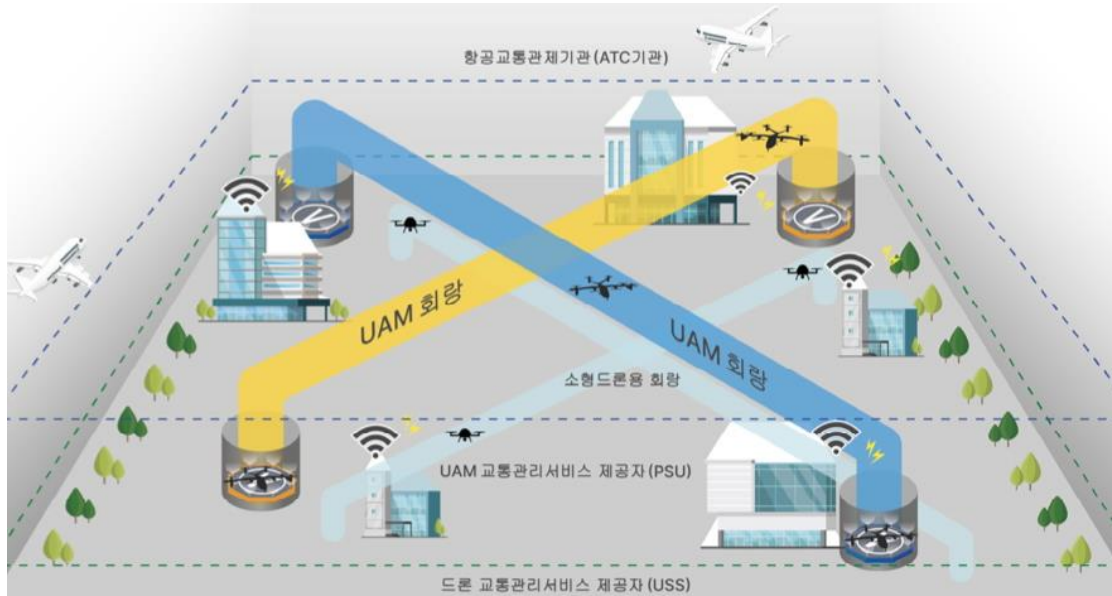 항공교통관제기관(ATC기관)
UAM 회랑
UAM 회랑
소형드론용 회랑
UAM 교통관리서비스 제공자(PSU)
드론 교통관리서비스 제공자(USS)